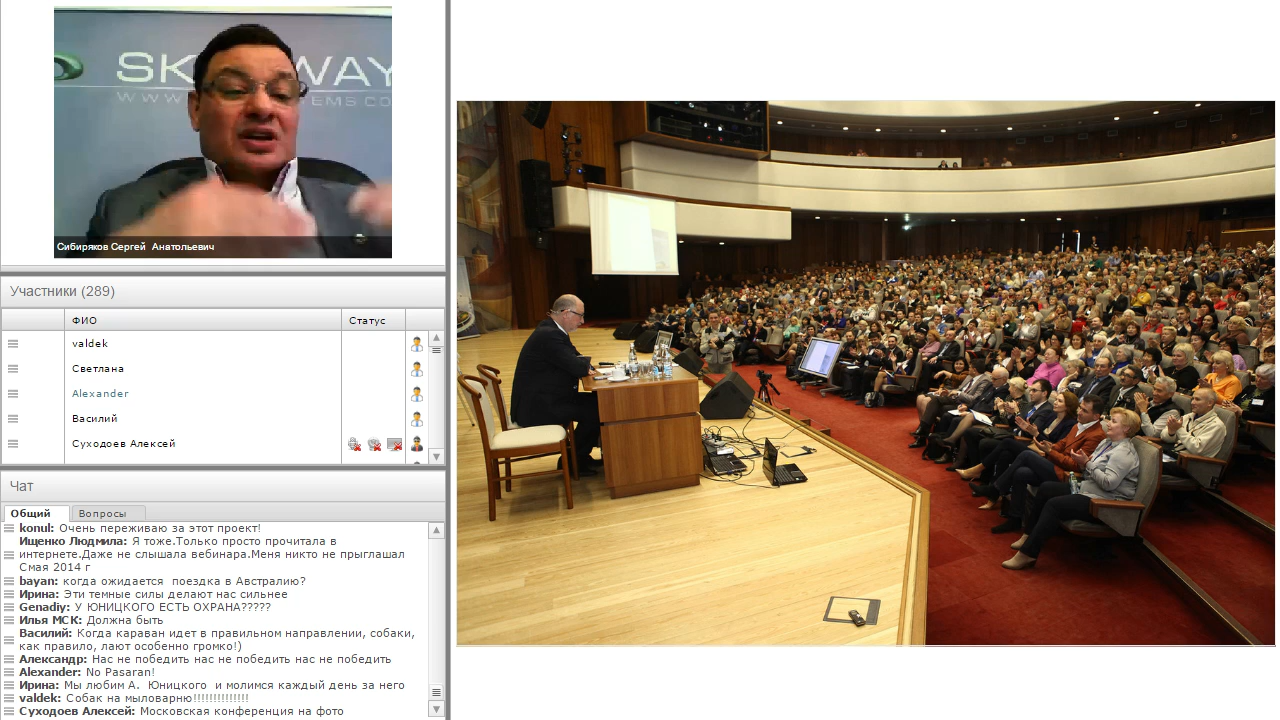 SK WAY
WWW. EMS.CO
Сибиряков Сергей Анатольевич
Участники (289)
ФИО
Статус
valdek
Светлана
Alexander
Василий
Суходоев Алексей
Чат
Общий
Вопросы
konul: Очень переживаю за этот проект!
Ищенко Людмила: Я тоже.Только просто прочитала в
интернете.Даже не слышала вебинара.Меня никто не прыглашал
Смая 2014 г
bayan: когда ожидается поездка в Австралию?
Ирина: Эти темные силы делают нас сильнее
Genadiy: У ЮНИЦКОГО ЕСТЬ ОХРАНА?????
Илья МСК: Должна быть
Василий: Когда караван идет в правильном направлении, собаки,
как правило, лают особенно громко!)
Александр: Нас не победить нас не победить нас не победить
Alexander: No Pasaran!
Ирина: Мы любим А. Юницкого и молимся каждый день за него
valdek: Собак на мыловарню!!!!!!!!!!!!!!
Суходоев Алексей: Московская конференция на фото